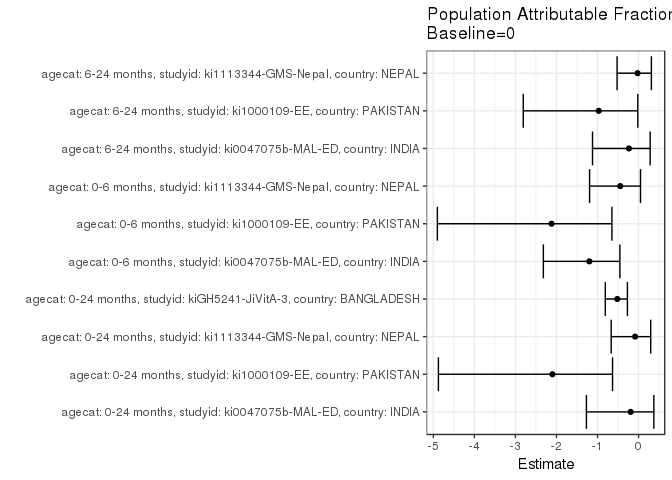 Population Attributable Fraction
Baseline=0
agecat: 6-24 months, studyid: ki1113344-GMS-Nepal, country: NEPAL
agecat: 6-24 months, studyid: ki1000109-EE, country: PAKISTAN
agecat: 6-24 months, studyid: ki0047075b-MAL-ED, country: INDIA
agecat: 0-6 months, studyid: ki1113344-GMS-Nepal, country: NEPAL
agecat: 0-6 months, studyid: ki1000109-EE, country: PAKISTAN
agecat: 0-6 months, studyid: ki0047075b-MAL-ED, country: INDIA
agecat: 0-24 months, studyid: kiGH5241-JiVitA-3, country: BANGLADESH
agecat: 0-24 months, studyid: ki1113344-GMS-Nepal, country: NEPAL
agecat: 0-24 months, studyid: ki1000109-EE, country: PAKISTAN
agecat: 0-24 months, studyid: ki0047075b-MAL-ED, country: INDIA
-5 -4 -3 -2 -1 0
Estimate